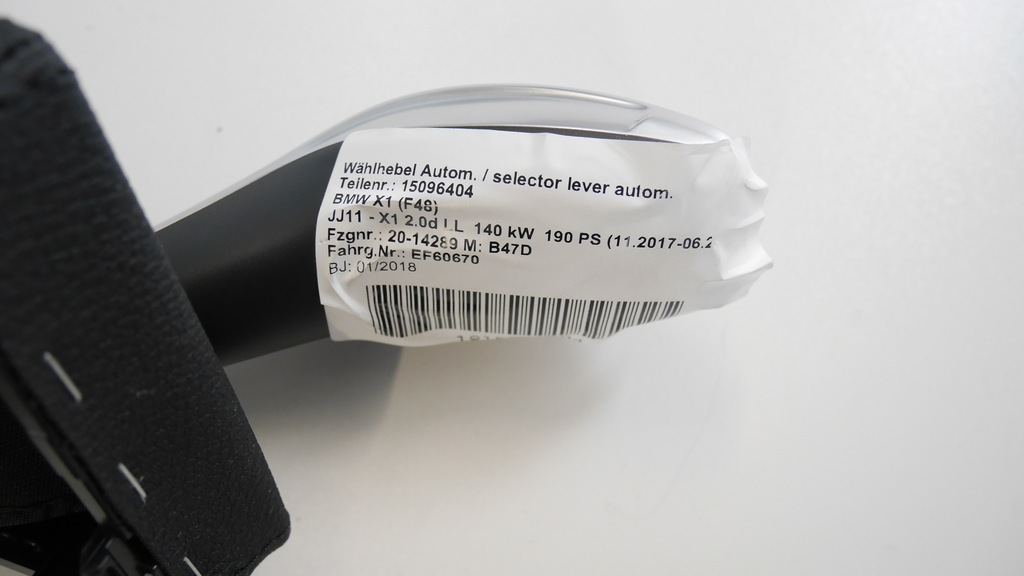 Wählhebel Autom. / selector lever autom.
Teilenr.: 15096404
BMW X1 (F48)
JJ11 - X1 2.0d LL 140 kW 190 PS (11.2017-06.2
Fzgnr.: 20-14289 M: B47D
Fahrg.Nr.: EF60670
BJ: 01/2018